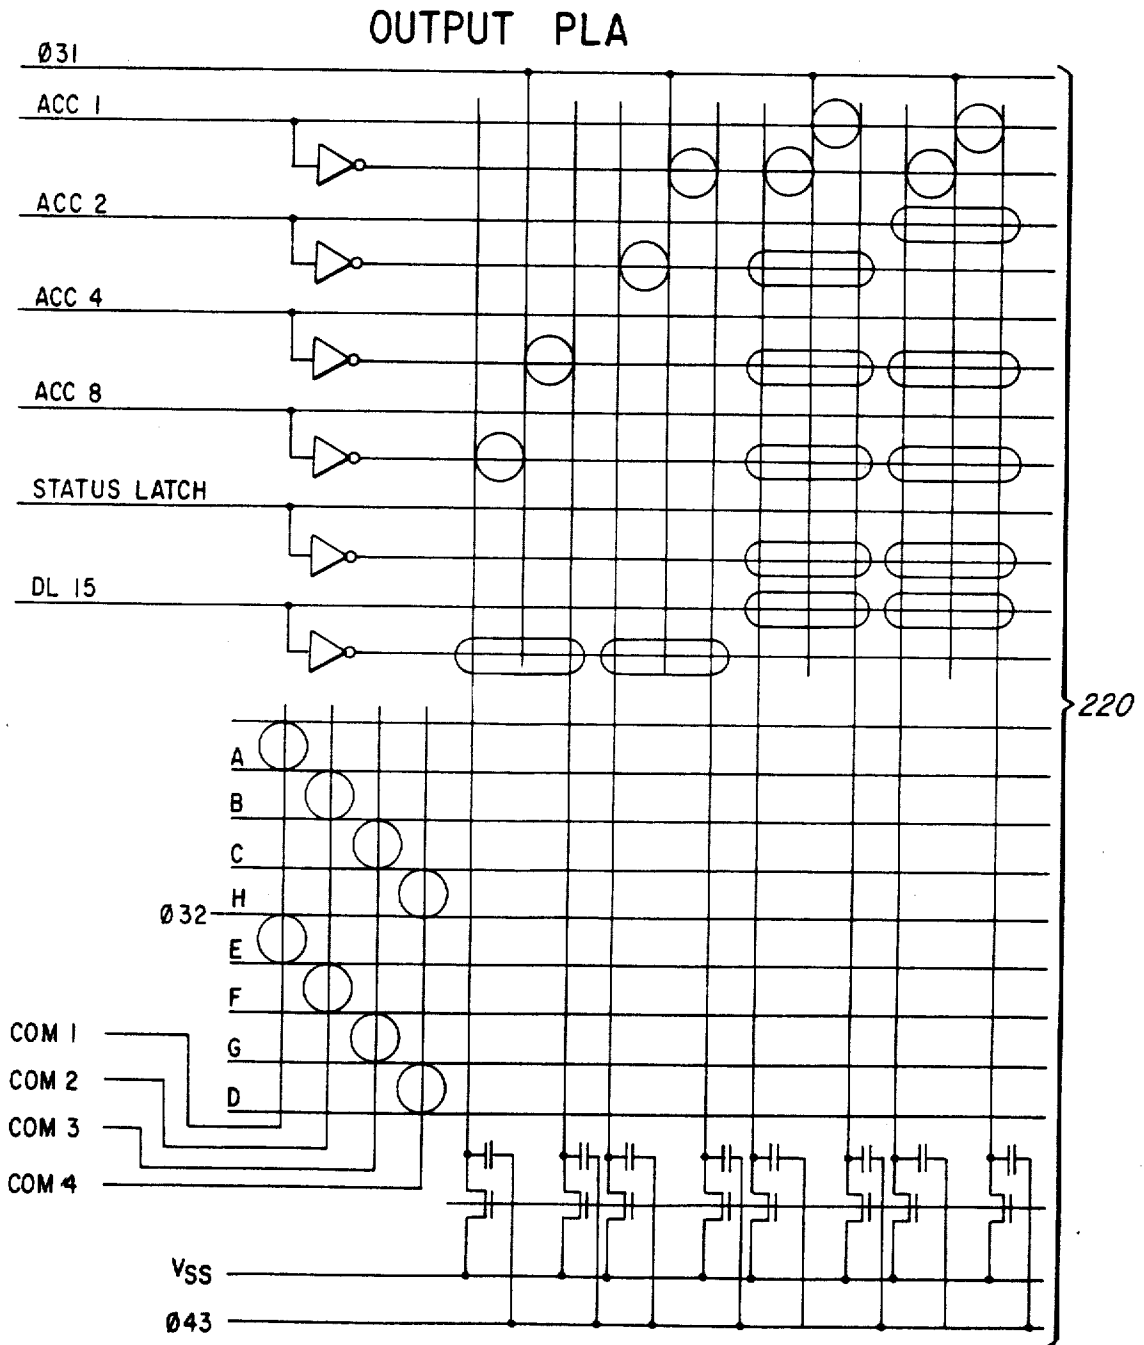 OUTPUT PLA
Ø31
ACC 1
ACC 2
ACC 4
ACC 8
STATUS LATCH
DL 15
220
A
B
C
H
Ø32
E
F
G
D
COM 1
COM 2
COM 3
COM 4
VSS
Ø43